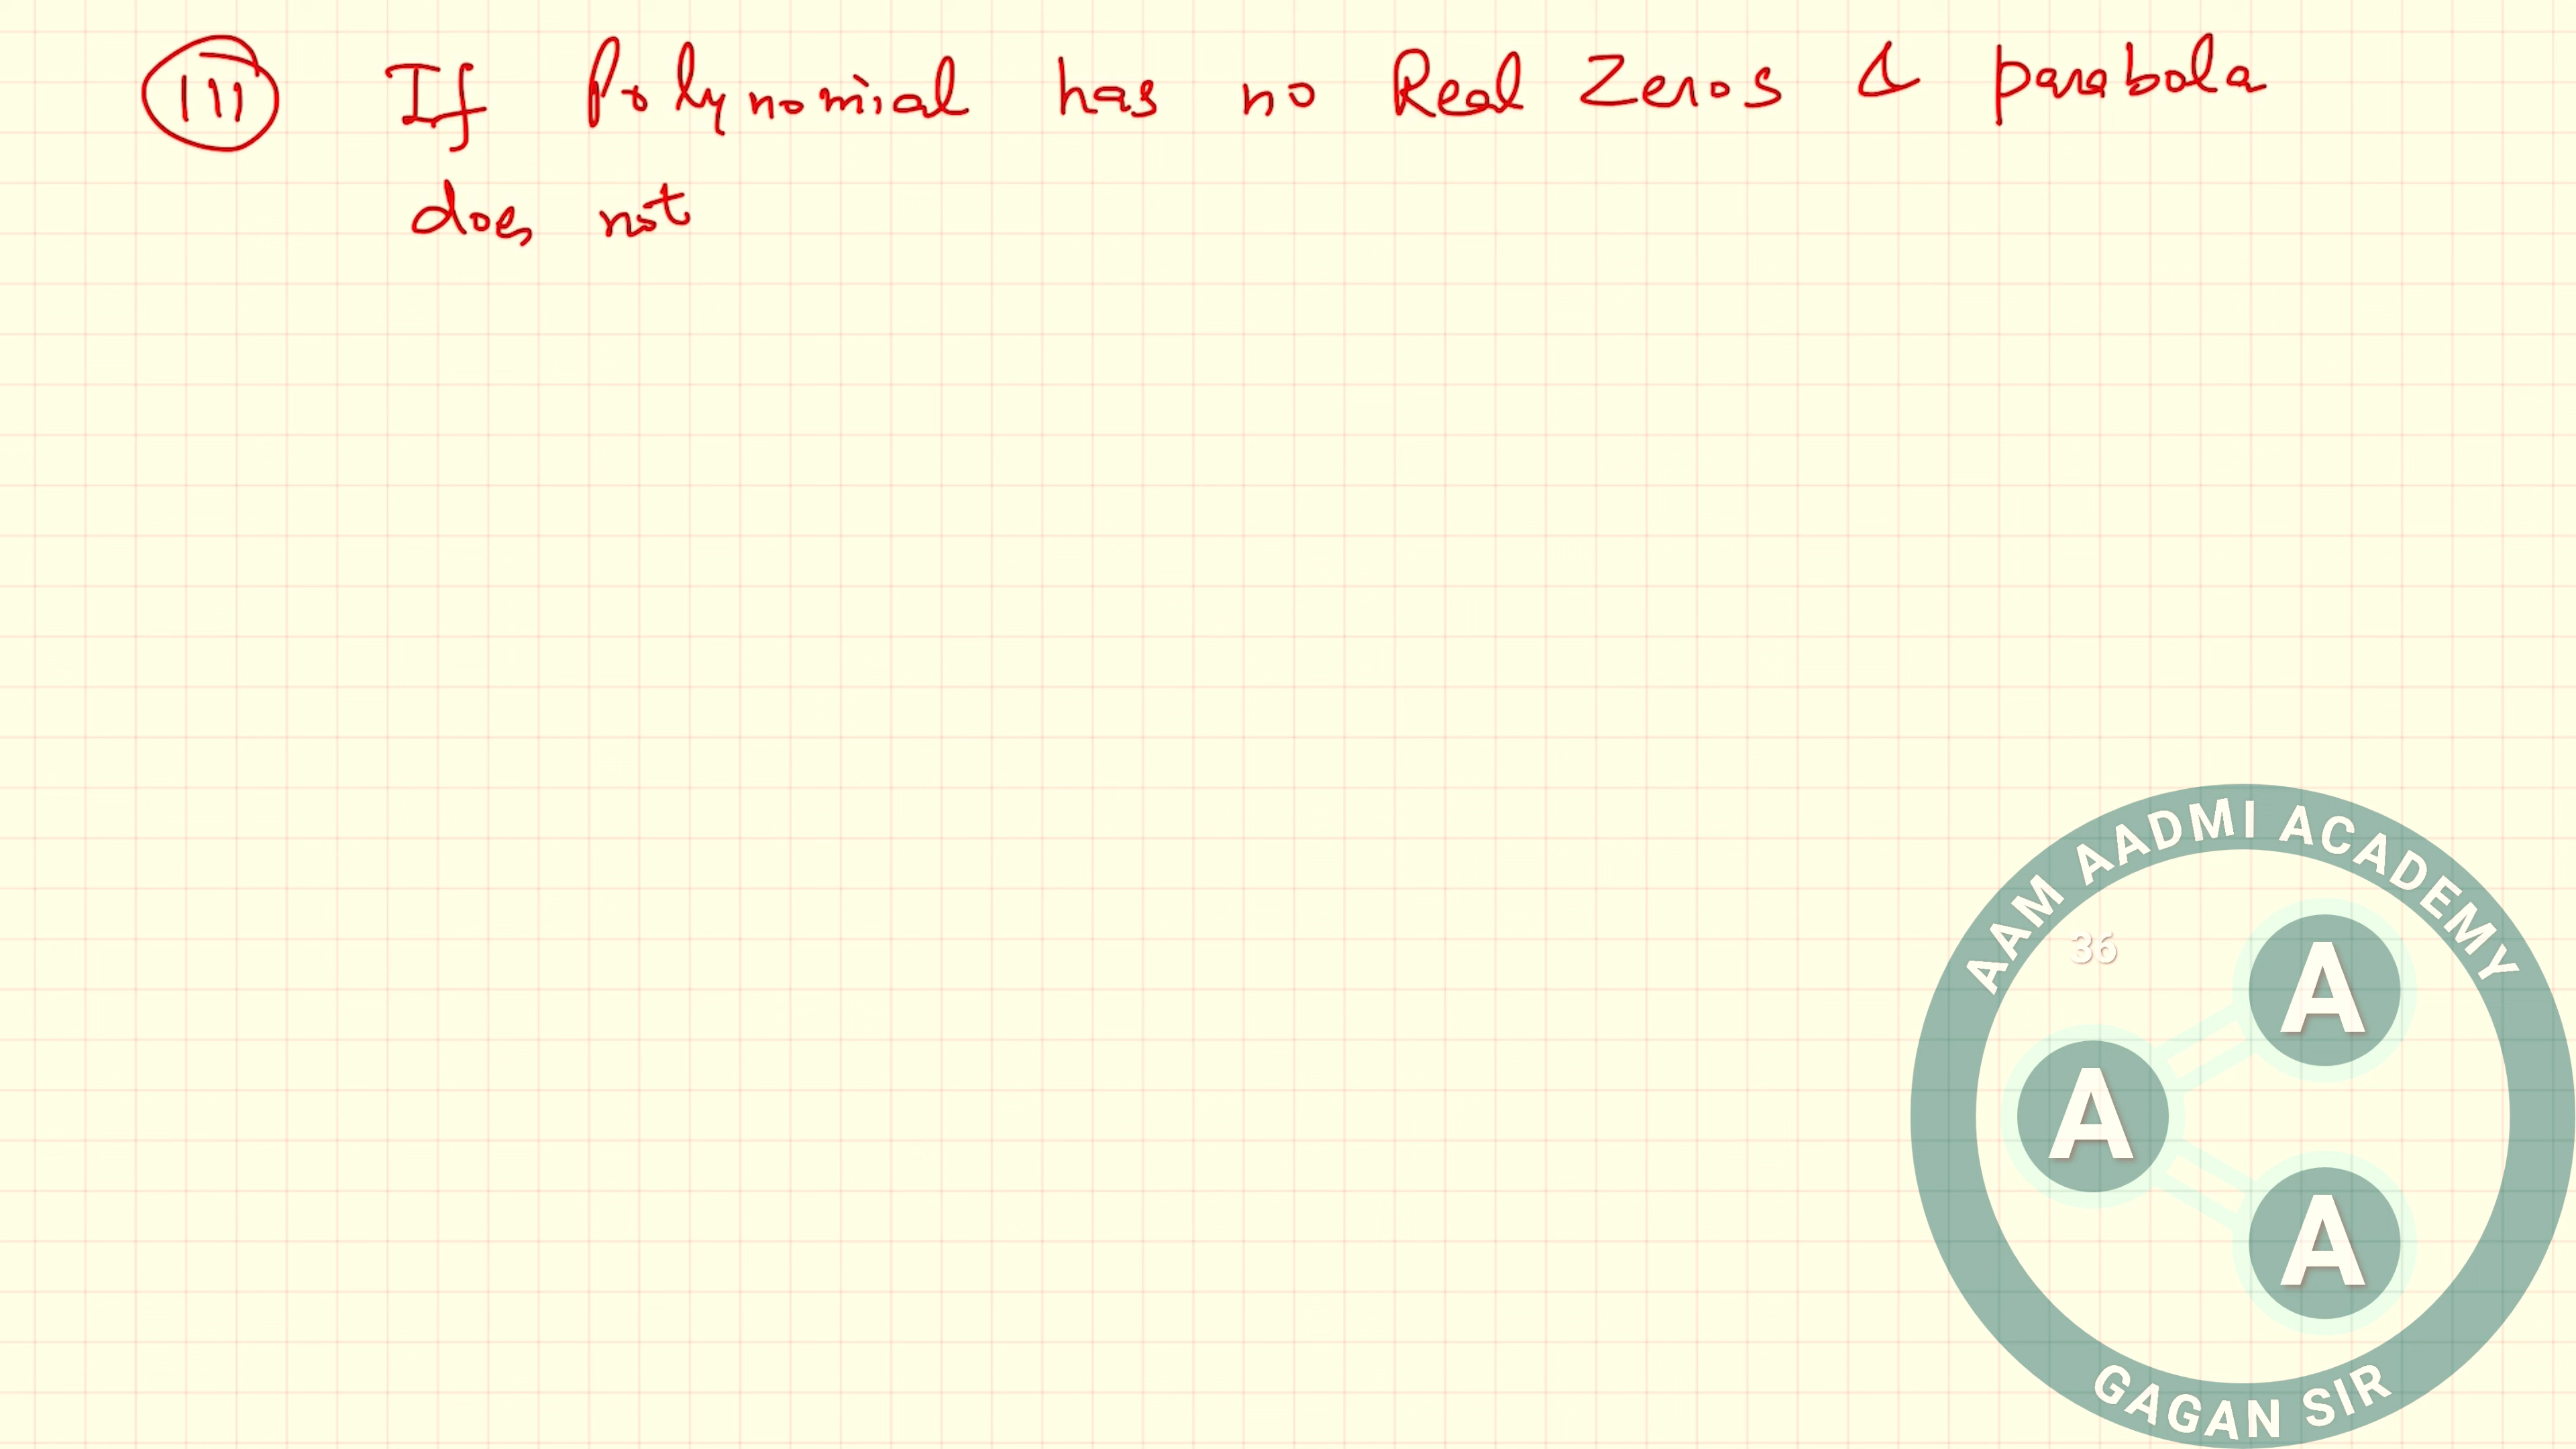 (III) If Polynomial has no Real Zeros & parabola
does not
AAM AADMI ACADEMY
36
A
A
A
GAGAN SIR